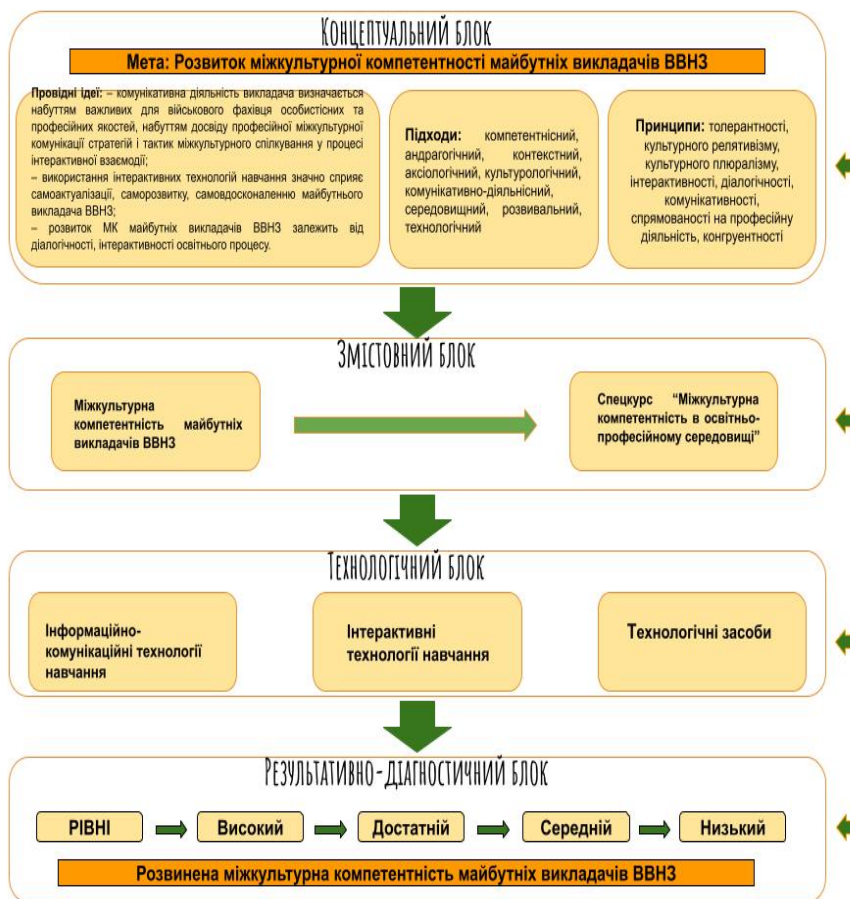 Концептуальний блок
Мета: Розвиток міжкультурної компетентності майбутніх викладачів ВВНЗ
Провідні ідеї: – комунікативна діяльність викладача визначається
набуттям важливих для військового фахівця особистісних та
професійних якостей, набуттям досвіду професійної міжкультурної
комунікації стратегій і тактик міжкультурного спілкування у процесі
інтерактивної взаємодії;
– використання інтерактивних технологій навчання значно сприяє
самоактуалізації, саморозвитку, самовдосконаленню майбутнього
викладача ВВНЗ;
– розвиток МК майбутніх викладачів ВВНЗ залежить від
діалогічності, інтерактивності освітнього процесу.
Підходи: компетентнісний,
андрагогічний, контекстний,
аксіологічний, культурологічний,
комунікативно-діяльнісний,
середовищний, розвивальний,
технологічний
Принципи: толерантності,
культурного релятивізму,
культурного плюралізму,
інтерактивності, діалогічності,
комунікативності,
спрямованості на професійну
діяльність, конгруентності
Змістовний блок
Міжкультурна
компетентність майбутніх
викладачів ВВНЗ
Спецкурс “Міжкультурна
компетентність в освітньо-
професійному середовищі”
Технологічний блок
Інформаційно-
комунікаційні технології
навчання
Інтерактивні
технології навчання
Технологічні засоби
Результативно-діагностичний блок
РІВНІ
Високий
Достатній
Середній
Низький
Розвинена міжкультурна компетентність майбутніх викладачів ВВНЗ